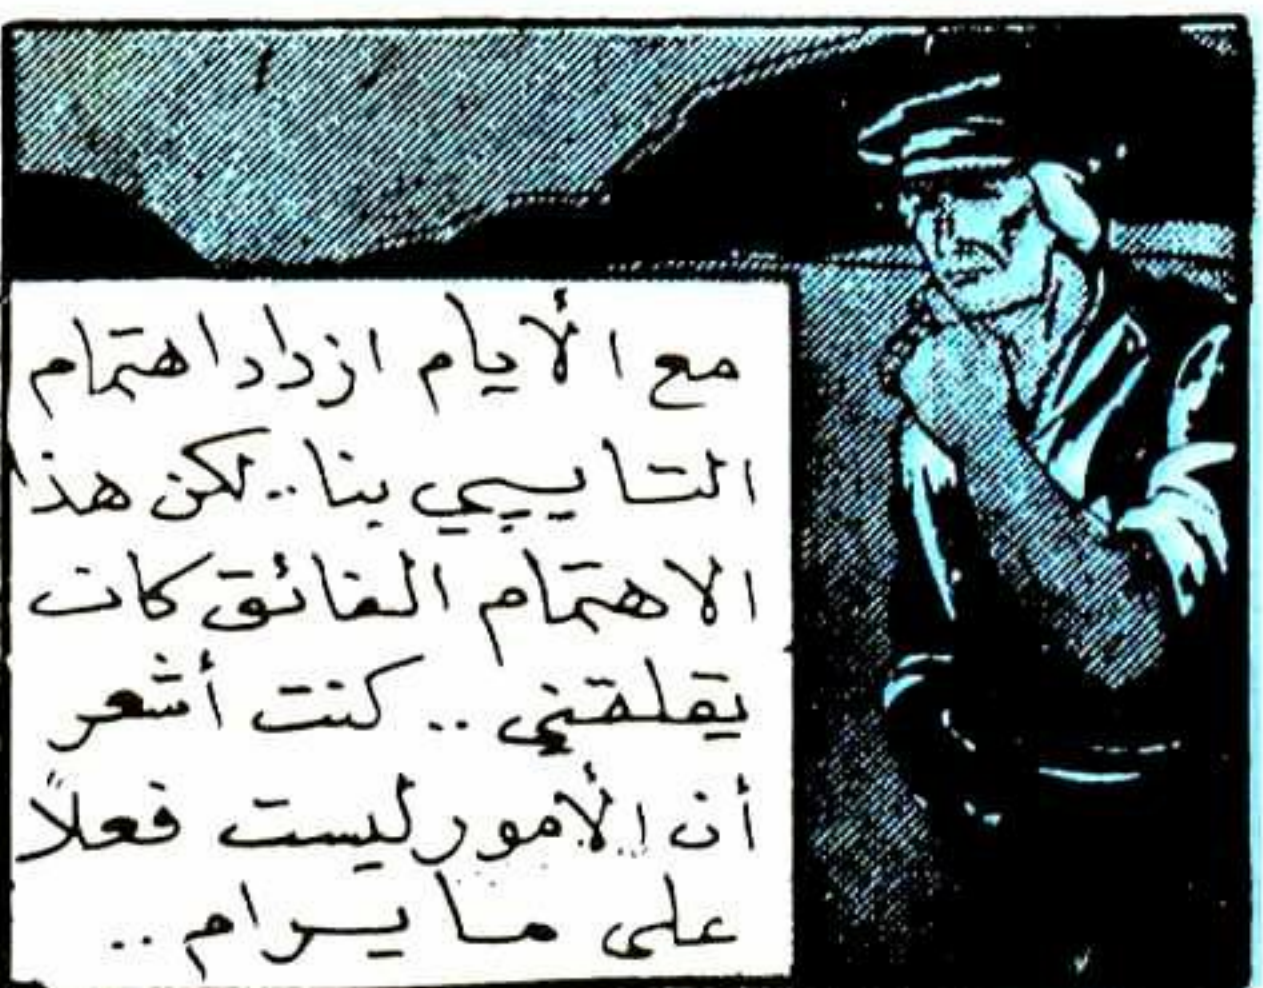 مع الأيام ازداد اهتمام
التايسيمي بنا.. لكن هذا
الاهتمام الفائق كان
يقلقني.. كنت أشعر
أن الأمور ليست فعلاً
على ما يرام..